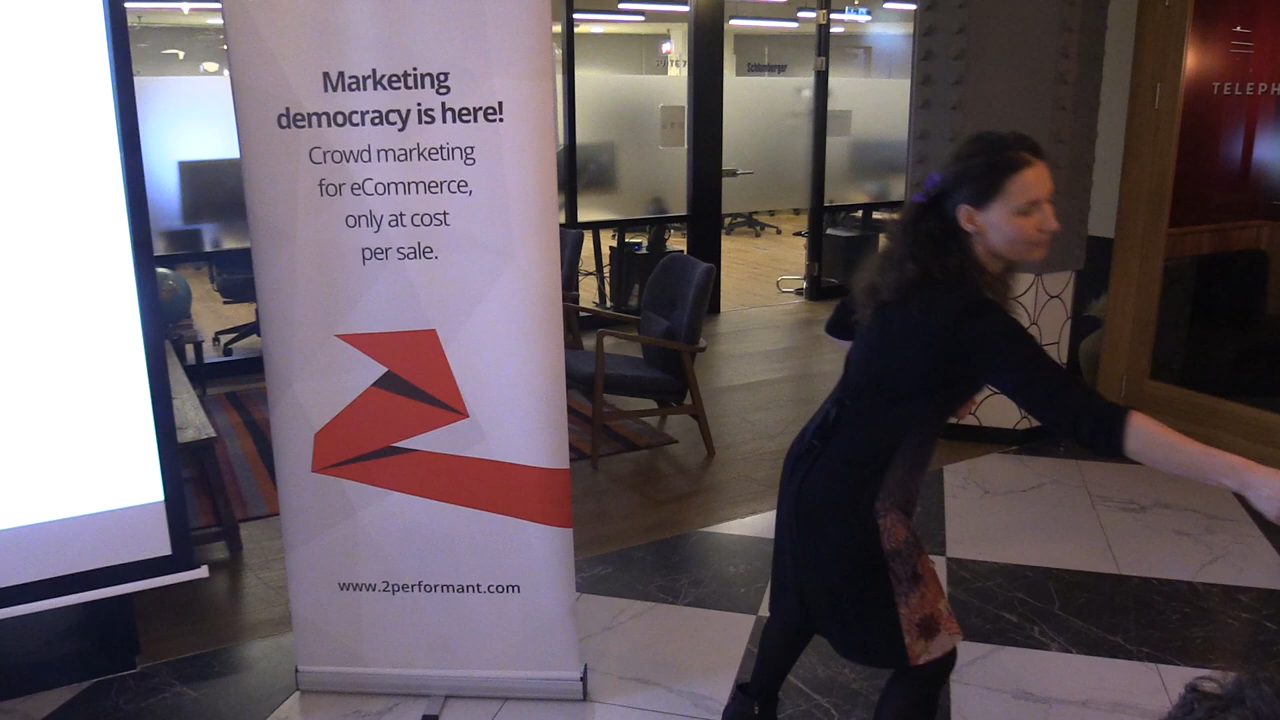 Marketing
democracy is here!
Crowd marketing
for eCommerce,
only at cost
per sale.
www.2performant.com
Schlumberger
TELEPH